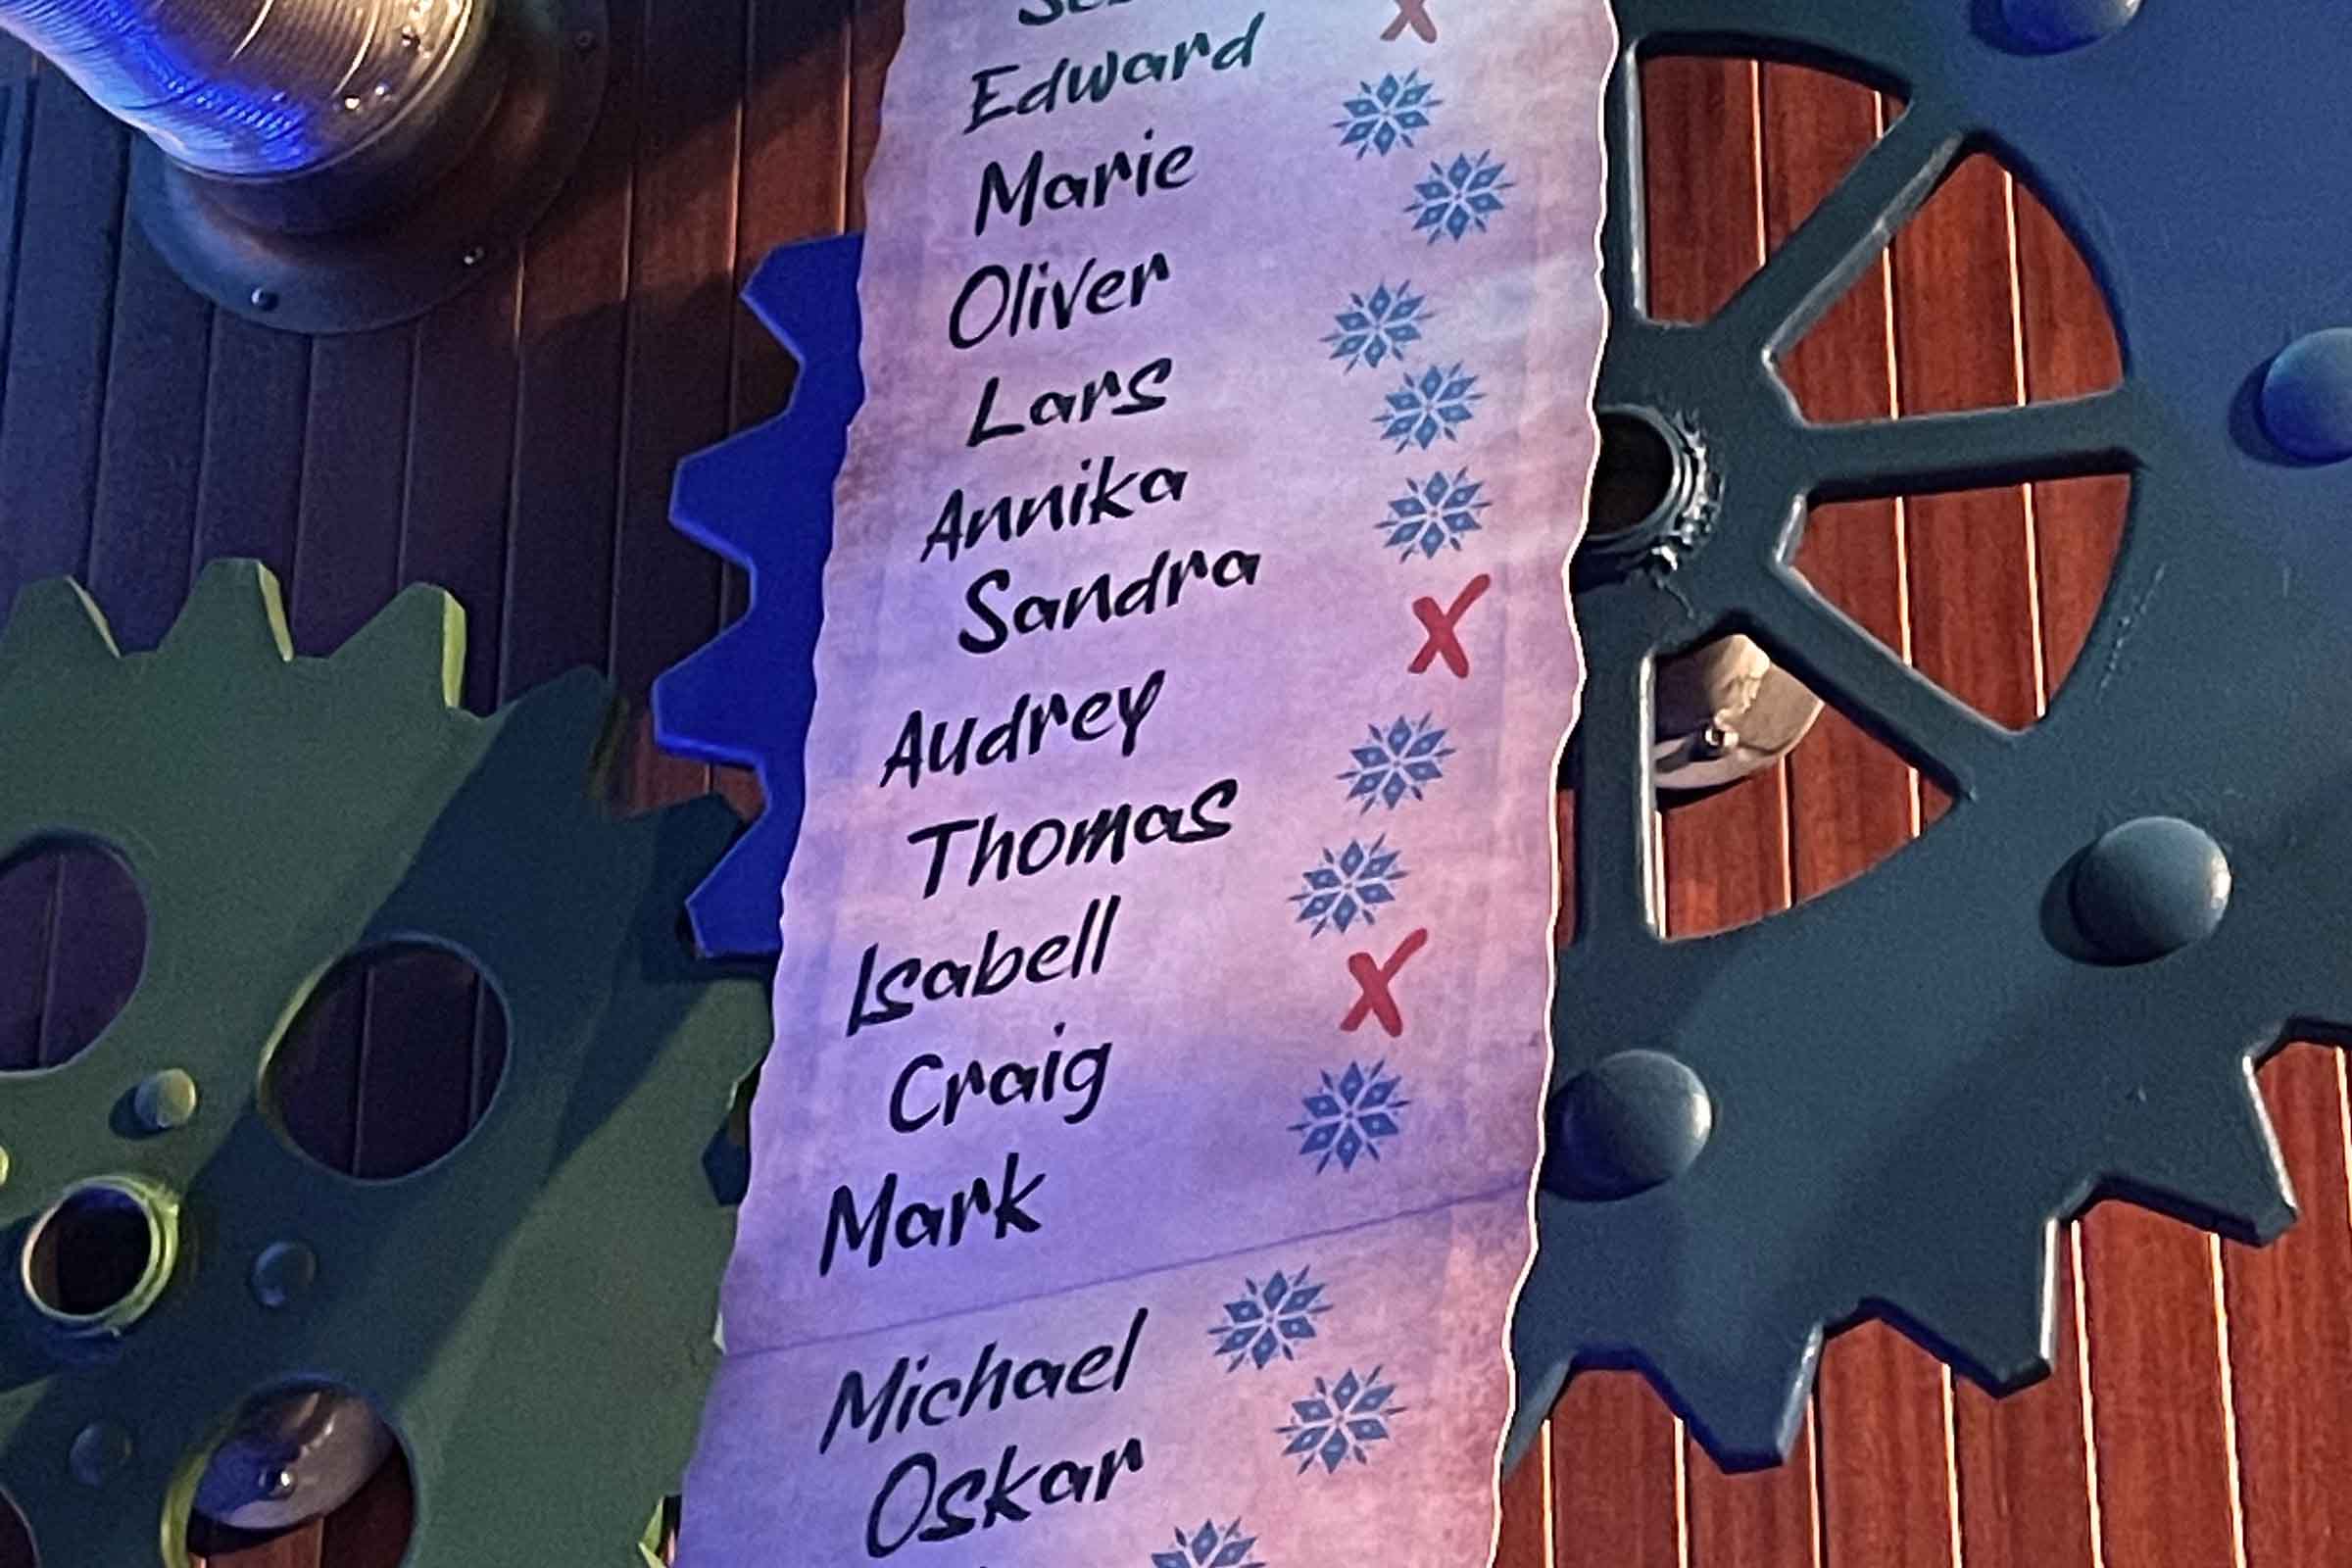 Edward
Marie
Oliver
Lars
Annika
Sandra
Audrey
Thomas
Isabell
Craig
Mark
Michael
Oskar